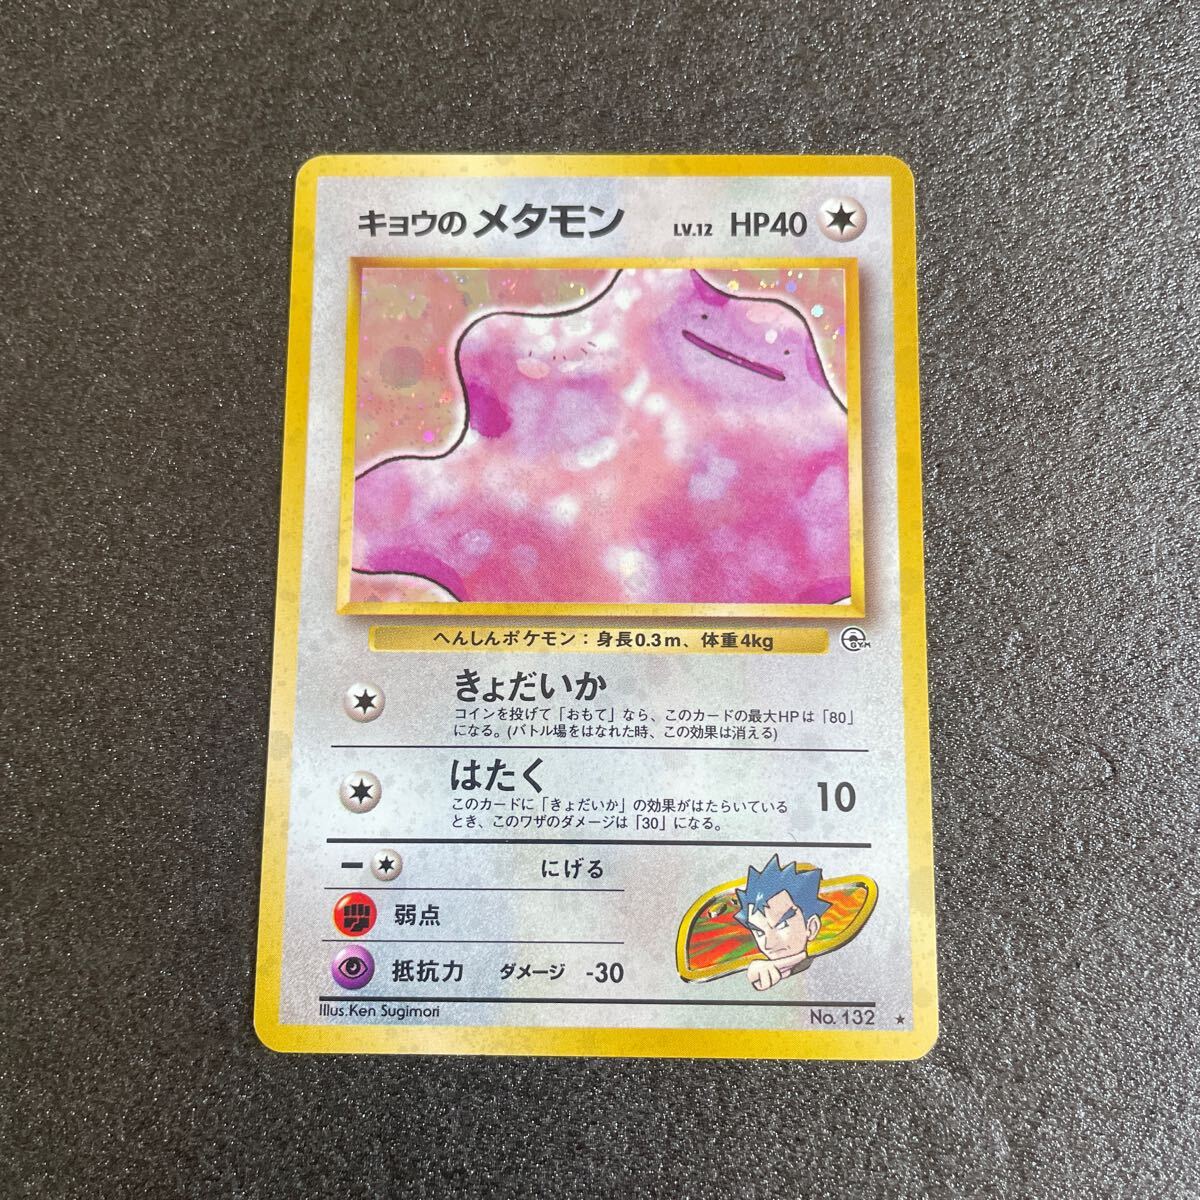 キョウのメタモン LV.12 HP40
へんしんポケモン：身長0.3m、体重4kg
GYM
きょだいか
コインを投げて「おもて」なら、このカードの最大HPは「80」
になる。(バトル場をはなれた時、この効果は消える)
はたく 10
このカードに「きょだいか」の効果がはたらいている
とき、このワザのダメージは「30」になる。
にげる
弱点
抵抗力 ダメージ -30
Illus.Ken Sugimori
No. 132 ★